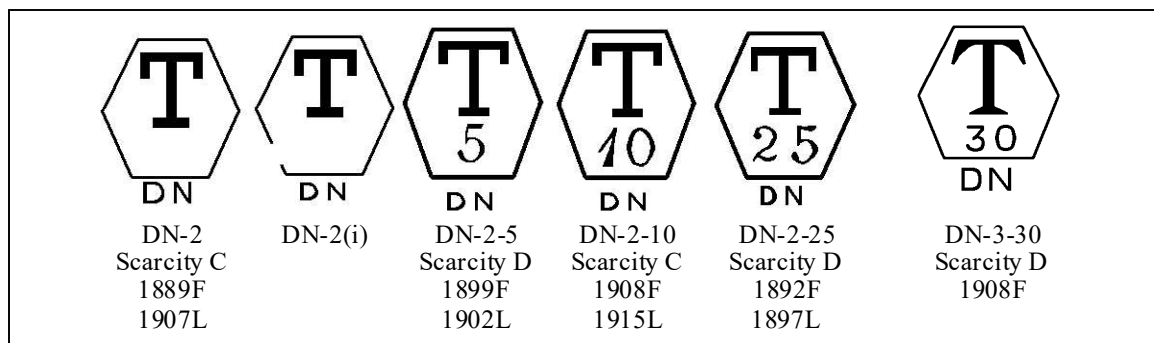 T T T T T T
5 10 25 30
DN DN DN DN DN DN
DN-2 DN-2(i) DN-2-5 DN-2-10 DN-2-25 DN-3-30
Scarcity C Scarcity D Scarcity C Scarcity D Scarcity D
1889F 1899F 1908F 1892F 1908F
1907L 1902L 1915L 1897L